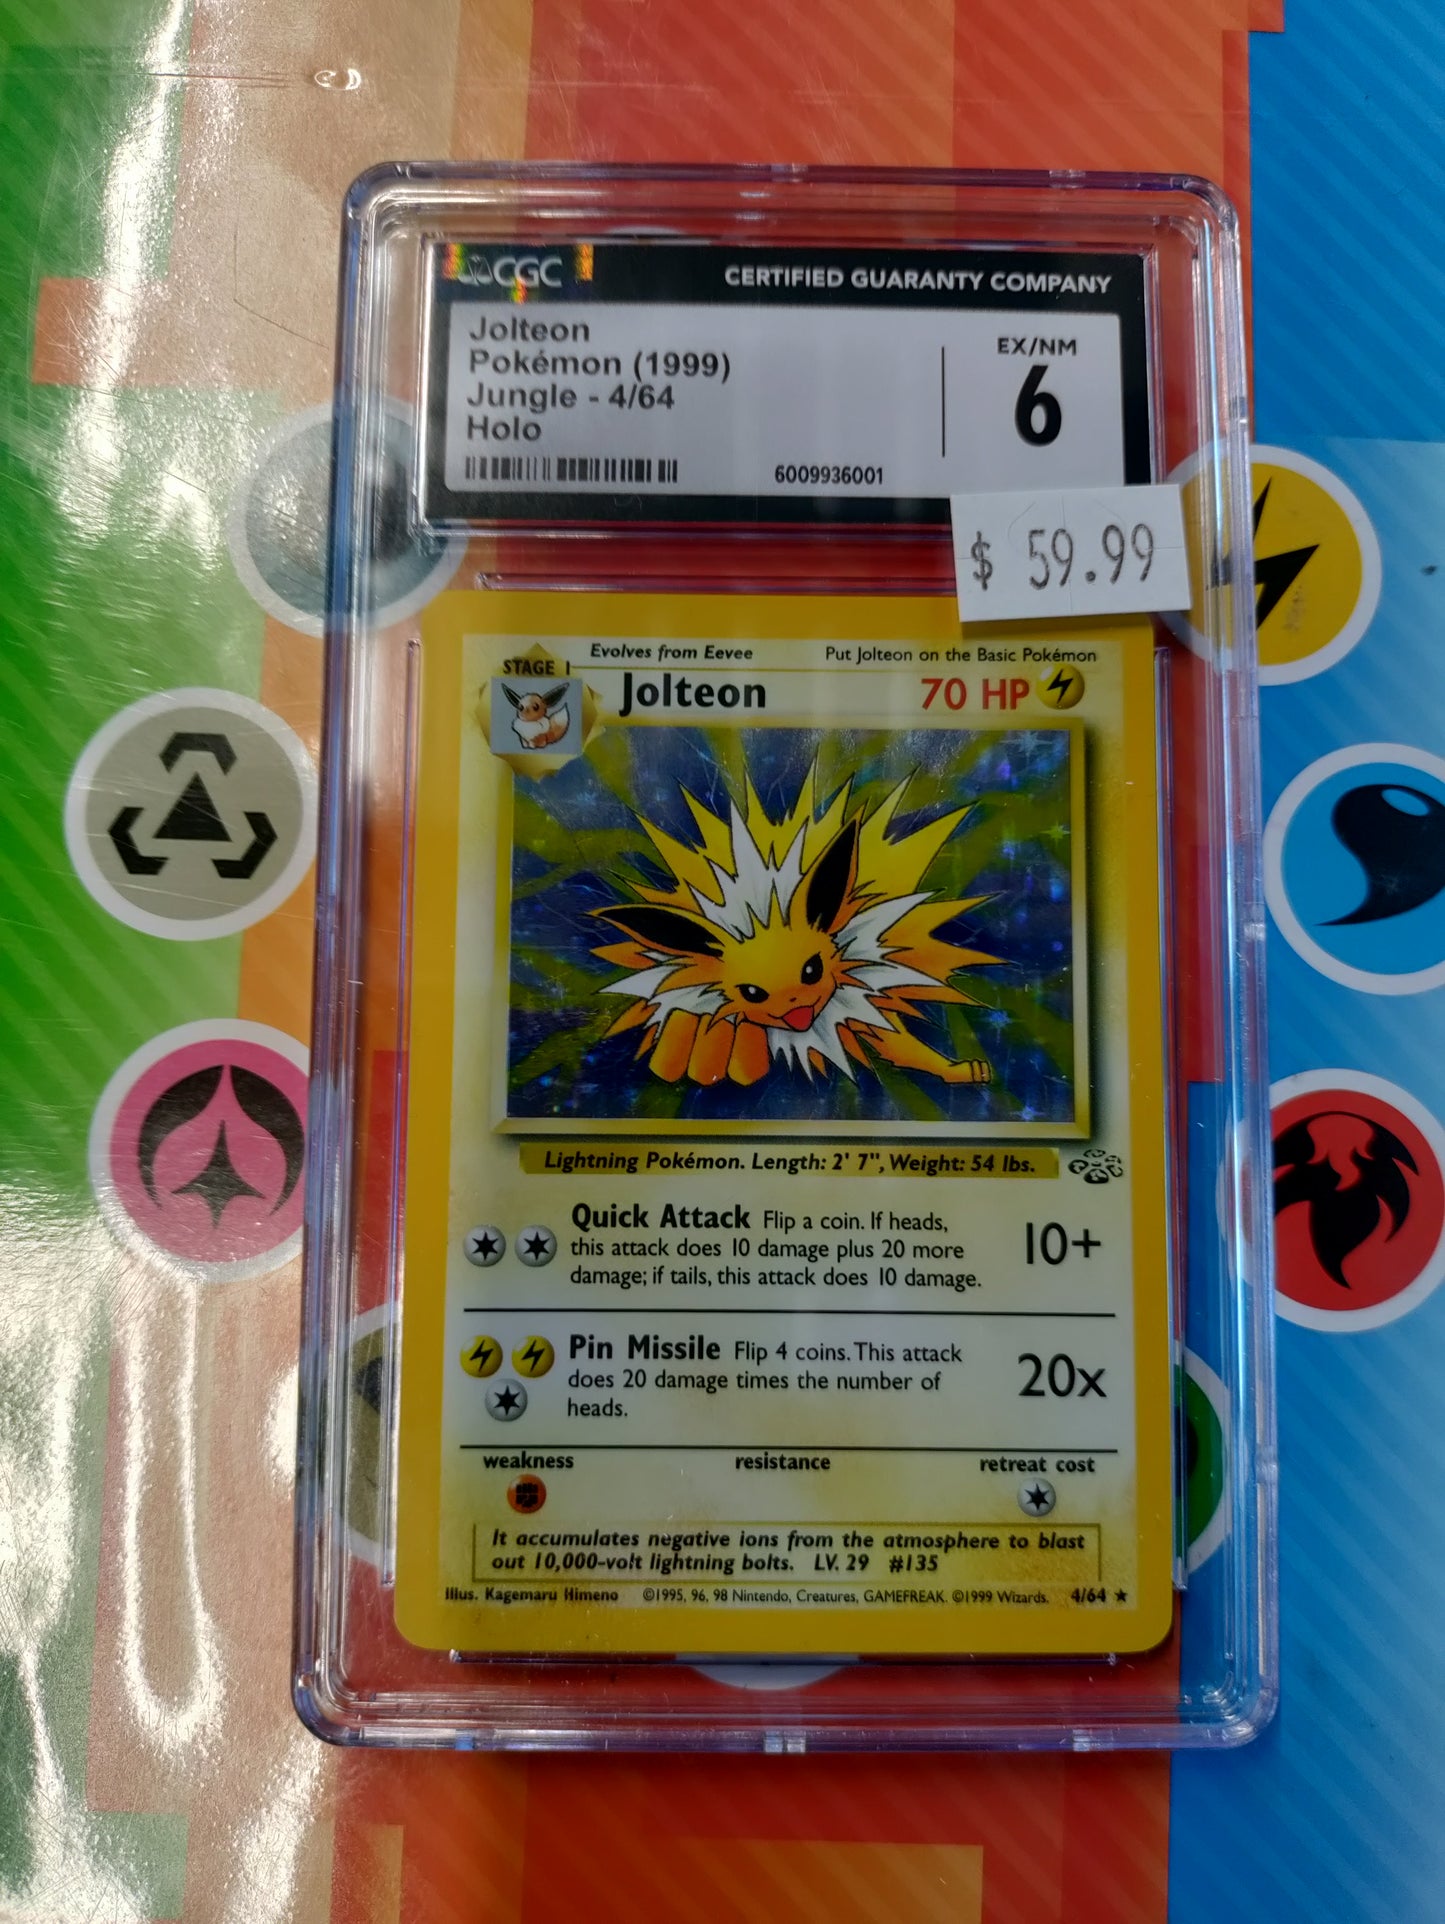 CGC
CERTIFIED GUARANTY COMPANY
Jolteon
Pokémon (1999)
Jungle - 4/64
Holo
6009936001
EX/NM
6
$ 59.99
STAGE 1
Evolves from Eevee
Put Jolteon on the Basic Pokémon
Jolteon
70 HP
Lightning Pokémon. Length: 2' 7", Weight: 54 lbs.
Quick Attack Flip a coin. If heads,
this attack does 10 damage plus 20 more
damage; if tails, this attack does 10 damage.
10+
Pin Missile Flip 4 coins. This attack
does 20 damage times the number of
heads.
20x
weakness
resistance
retreat cost
It accumulates negative ions from the atmosphere to blast
out 10,000-volt lightning bolts. LV. 29 #135
Illus. Kagemaru Himeno ©1995, 96, 98 Nintendo, Creatures, GAMEFREAK. ©1999 Wizards. 4/64 ★